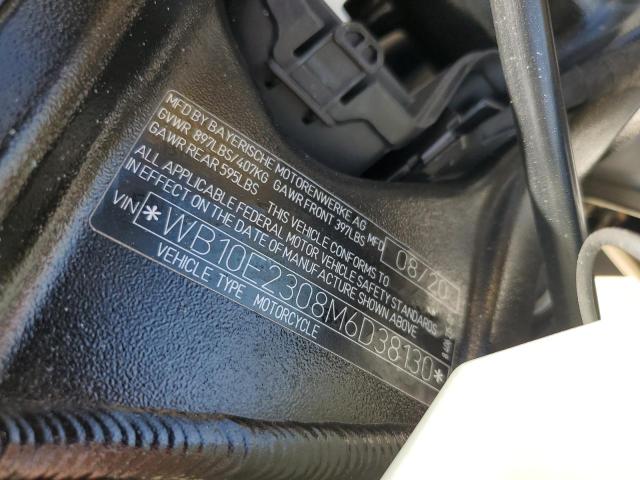 MFD BY BAYERISCHE MOTORENWERKE AG MFD 08/20
GVWR 897LBS/407KG GAWR FRONT 397LBS
GAWR REAR 595LBS THIS VEHICLE CONFORMS TO
ALL APPLICABLE FEDERAL MOTOR VEHICLE SAFETY STANDARDS
IN EFFECT ON THE DATE OF MANUFACTURE SHOWN ABOVE
VIN *WB10E2308M6D38130*
VEHICLE TYPE MOTORCYCLE